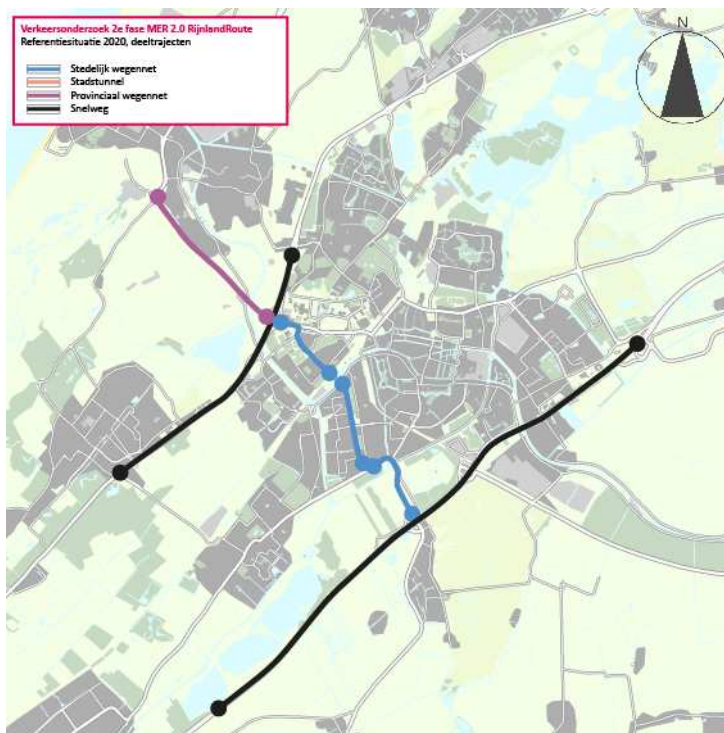 Verkeersonderzoek 2e fase MER 2.0 RijnlandRoute
Referentiesituatie 2020, deeltrajecten
Stedelijk wegennet
Stadstunnel
Provinciaal wegennet
Snelweg
N